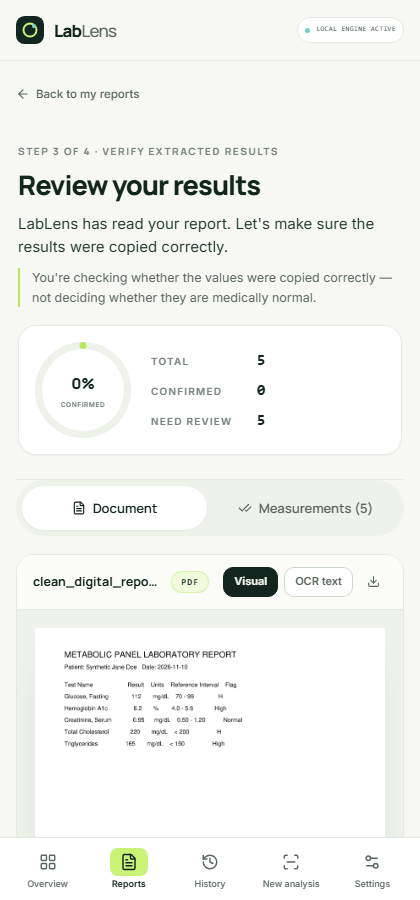 LabLens
LOCAL ENGINE ACTIVE
Back to my reports
STEP 3 OF 4 · VERIFY EXTRACTED RESULTS
Review your results
LabLens has read your report. Let's make sure the
results were copied correctly.
You're checking whether the values were copied correctly —
not deciding whether they are medically normal.
0%
CONFIRMED
TOTAL 5
CONFIRMED 0
NEED REVIEW 5
Document
Measurements (5)
clean_digital_repo... PDF Visual OCR text
METABOLIC PANEL LABORATORY REPORT
Patient: Synthetic Jane Doe Date: 2026-11-10
Test Name Result Units Reference Interval Flag
Glucose, Fasting 112 mg/dL 70 - 99 H
Hemoglobin A1c 6.2 % 4.0 - 5.6 High
Creatinine, Serum 0.95 mg/dL 0.50 - 1.20 Normal
Total Cholesterol 220 mg/dL < 200 H
Triglycerides 165 mg/dL < 150 High
Overview Reports History New analysis Settings